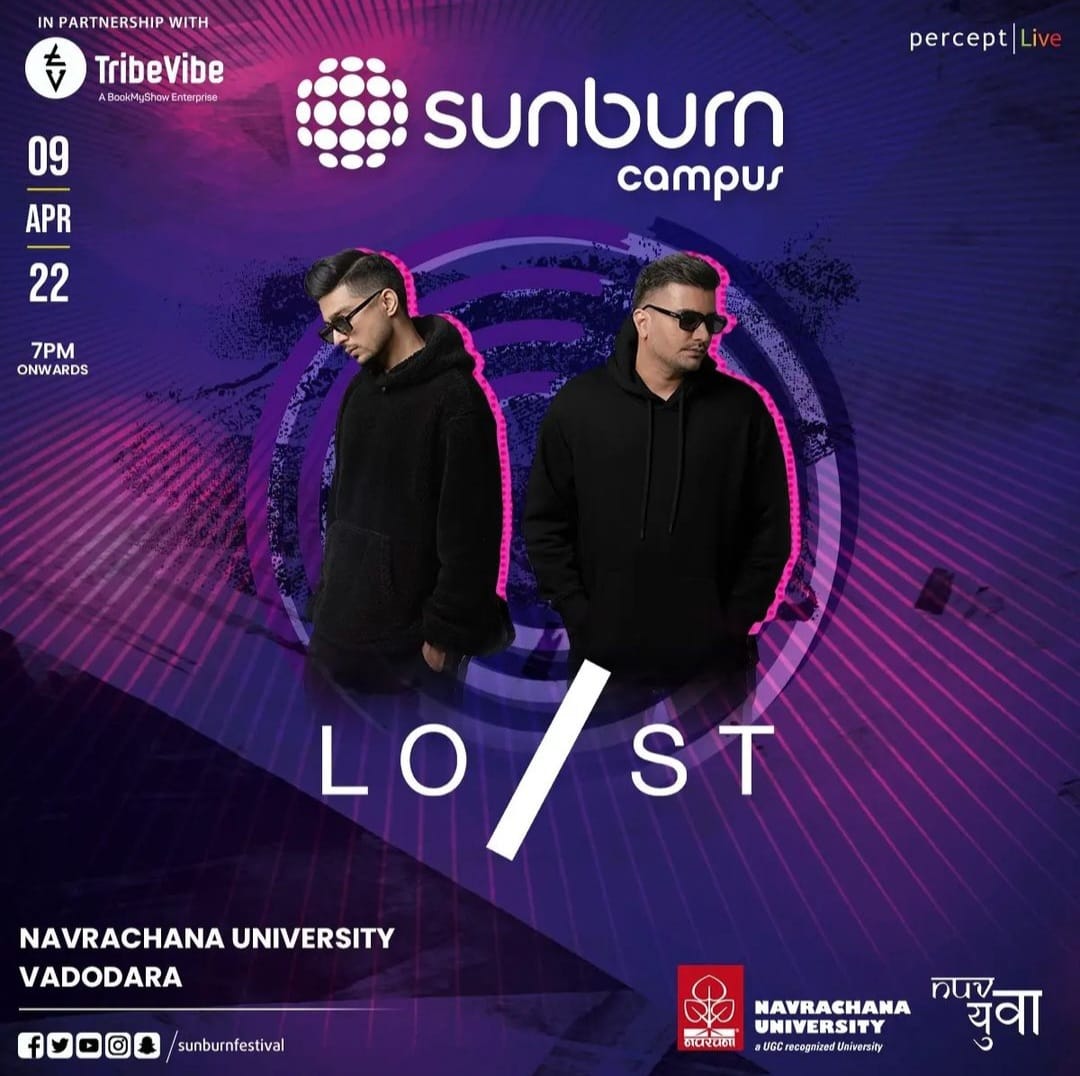 IN PARTNERSHIP WITH
TribeVibe
A BookMyShow Enterprise
percept|Live
sunburn
campus
09
APR
22
7PM
ONWARDS
LO/ST
NAVRACHANA UNIVERSITY
VADODARA
/sunburnfestival
નવરચના
NAVRACHANA
UNIVERSITY
a UGC recognized University
nuv
युवा